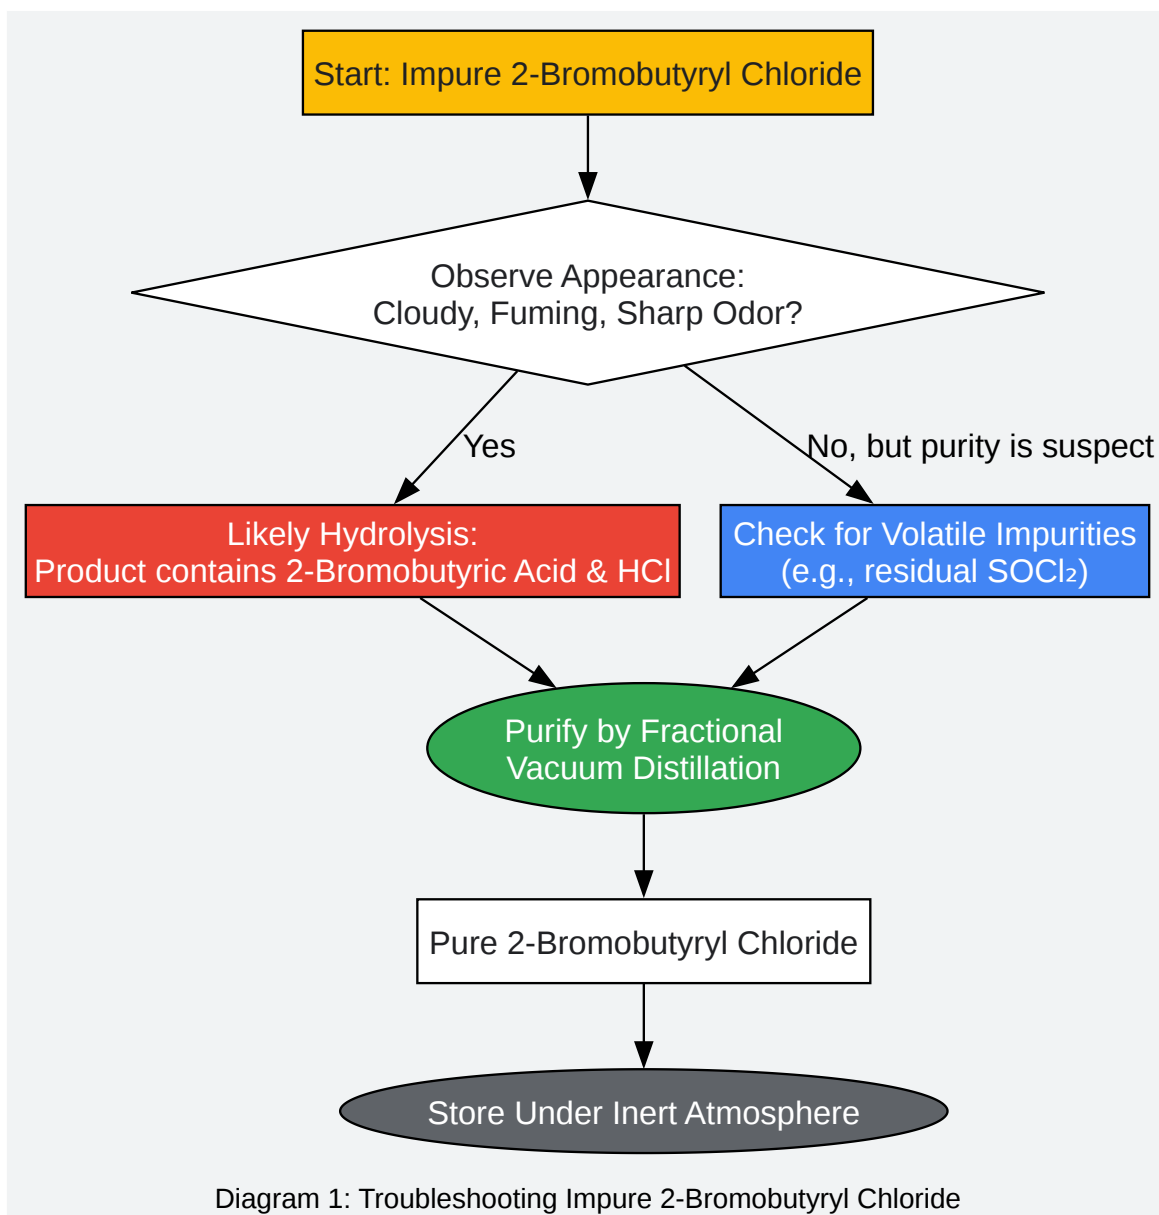 Start: Impure 2-Bromobutyryl Chloride
Observe Appearance:
Cloudy, Fuming, Sharp Odor?
Yes
No, but purity is suspect
Likely Hydrolysis:
Product contains 2-Bromobutyric Acid & HCl
Check for Volatile Impurities
(e.g., residual SOCl₂)
Purify by Fractional
Vacuum Distillation
Pure 2-Bromobutyryl Chloride
Store Under Inert Atmosphere
Diagram 1: Troubleshooting Impure 2-Bromobutyryl Chloride